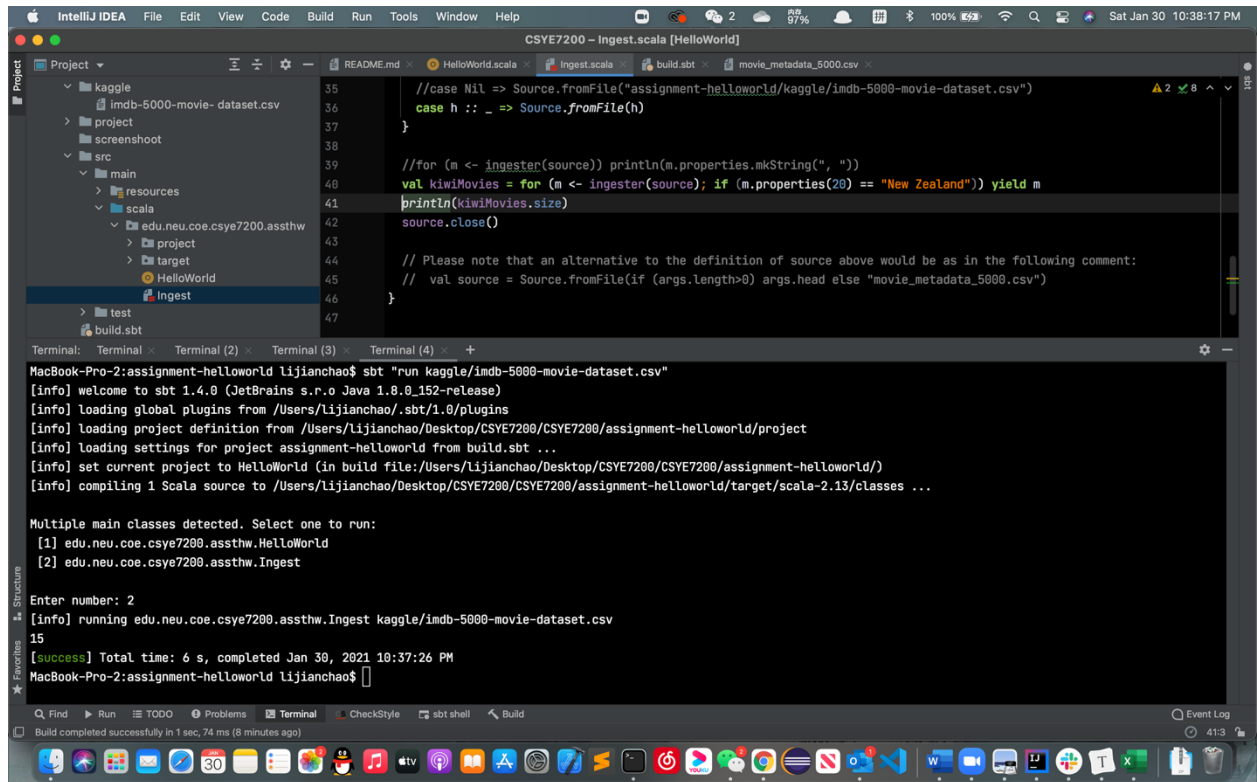 IntelliJ IDEA File Edit View Code Build Run Tools Window Help 2 内存 97% 拼 100% Sat Jan 30 10:38:17 PM
CSYE7200 – Ingest.scala [HelloWorld]
Project
README.md
HelloWorld.scala
Ingest.scala
build.sbt
movie_metadata_5000.csv
Project
sbt
kaggle
imdb-5000-movie- dataset.csv
project
screenshoot
src
main
resources
scala
edu.neu.coe.csye7200.assthw
project
target
HelloWorld
Ingest
test
build.sbt
2 8
35 //case Nil => Source.fromFile("assignment-helloworld/kaggle/imdb-5000-movie-dataset.csv")
36 case h :: _ => Source.fromFile(h)
37 }
38
39 //for (m <- ingester(source)) println(m.properties.mkString(", "))
40 val kiwiMovies = for (m <- ingester(source); if (m.properties(20) == "New Zealand")) yield m
41 println(kiwiMovies.size)
42 source.close()
43
44 // Please note that an alternative to the definition of source above would be as in the following comment:
45 // val source = Source.fromFile(if (args.length>0) args.head else "movie_metadata_5000.csv")
46 }
47
Terminal: Terminal Terminal (2) Terminal (3) Terminal (4) +
MacBook-Pro-2:assignment-helloworld lijianchao$ sbt "run kaggle/imdb-5000-movie-dataset.csv"
[info] welcome to sbt 1.4.0 (JetBrains s.r.o Java 1.8.0_152-release)
[info] loading global plugins from /Users/lijianchao/.sbt/1.0/plugins
[info] loading project definition from /Users/lijianchao/Desktop/CSYE7200/CSYE7200/assignment-helloworld/project
[info] loading settings for project assignment-helloworld from build.sbt ...
[info] set current project to HelloWorld (in build file:/Users/lijianchao/Desktop/CSYE7200/CSYE7200/assignment-helloworld/)
[info] compiling 1 Scala source to /Users/lijianchao/Desktop/CSYE7200/CSYE7200/assignment-helloworld/target/scala-2.13/classes ...
Multiple main classes detected. Select one to run:
[1] edu.neu.coe.csye7200.assthw.HelloWorld
[2] edu.neu.coe.csye7200.assthw.Ingest
Enter number: 2
[info] running edu.neu.coe.csye7200.assthw.Ingest kaggle/imdb-5000-movie-dataset.csv
15
[success] Total time: 6 s, completed Jan 30, 2021 10:37:26 PM
MacBook-Pro-2:assignment-helloworld lijianchao$
Structure
Favorites
Find Run TODO Problems Terminal CheckStyle sbt shell Build Event Log
Build completed successfully in 1 sec, 74 ms (8 minutes ago) 41:3
JAN 30
tv
YOUKU